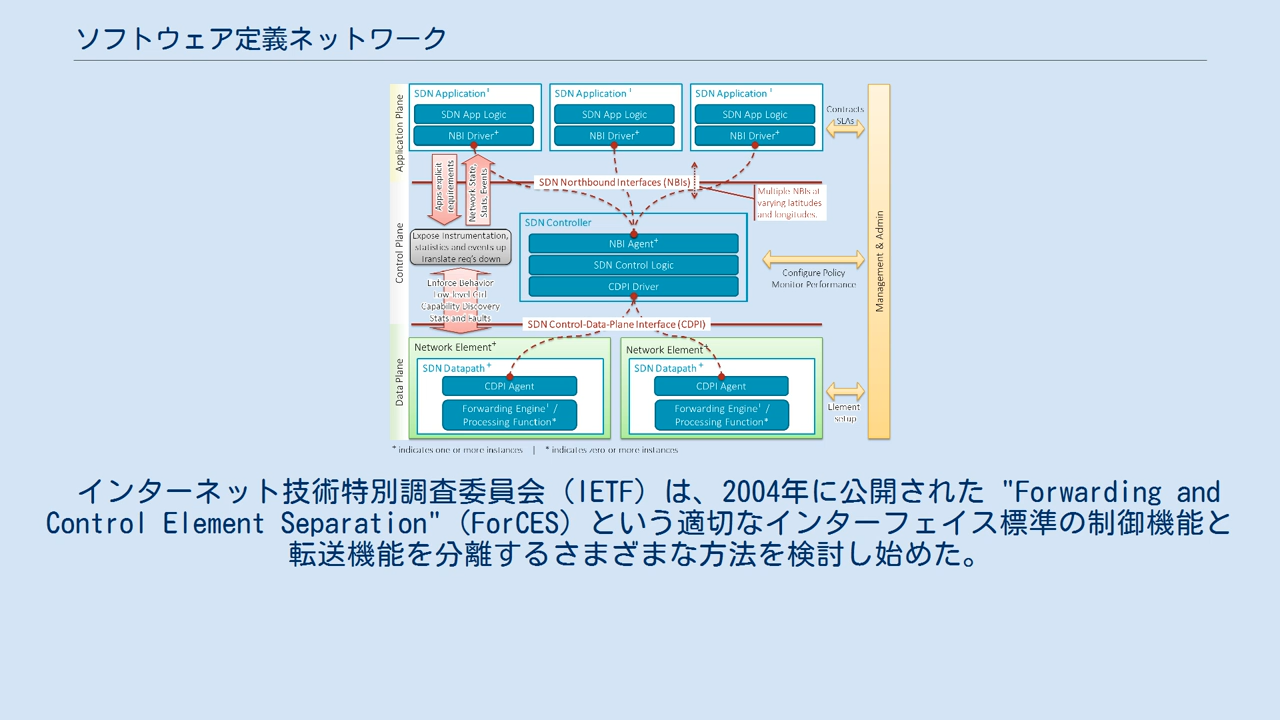 ソフトウェア定義ネットワーク
Application Plane
SDN Application⁺
SDN App Logic
NBI Driver⁺
SDN Application⁺
SDN App Logic
NBI Driver⁺
SDN Application⁺
SDN App Logic
NBI Driver⁺
Contracts
SLAs
Apps explicit
requirements
Network State,
Stats, Events
SDN Northbound Interfaces (NBIs)
Multiple NBIs at
varying latitudes
and longitudes.
Control Plane
Expose Instrumentation,
statistics and events up
Translate req's down
SDN Controller
NBI Agent⁺
SDN Control Logic
CDPI Driver
Configure Policy
Monitor Performance
Management & Admin
Enforce Behavior
Low-level Ctrl
Capability Discovery
Stats and Faults
SDN Control-Data-Plane Interface (CDPI)
Data Plane
Network Element⁺
SDN Datapath⁺
CDPI Agent
Forwarding Engine⁺ /
Processing Function*
Network Element⁺
SDN Datapath⁺
CDPI Agent
Forwarding Engine⁺ /
Processing Function*
Element
setup
⁺ indicates one or more instances | * indicates zero or more instances
インターネット技術特別調査委員会（IETF）は、2004年に公開された "Forwarding and
Control Element Separation"（ForCES）という適切なインターフェイス標準の制御機能と
転送機能を分離するさまざまな方法を検討し始めた。